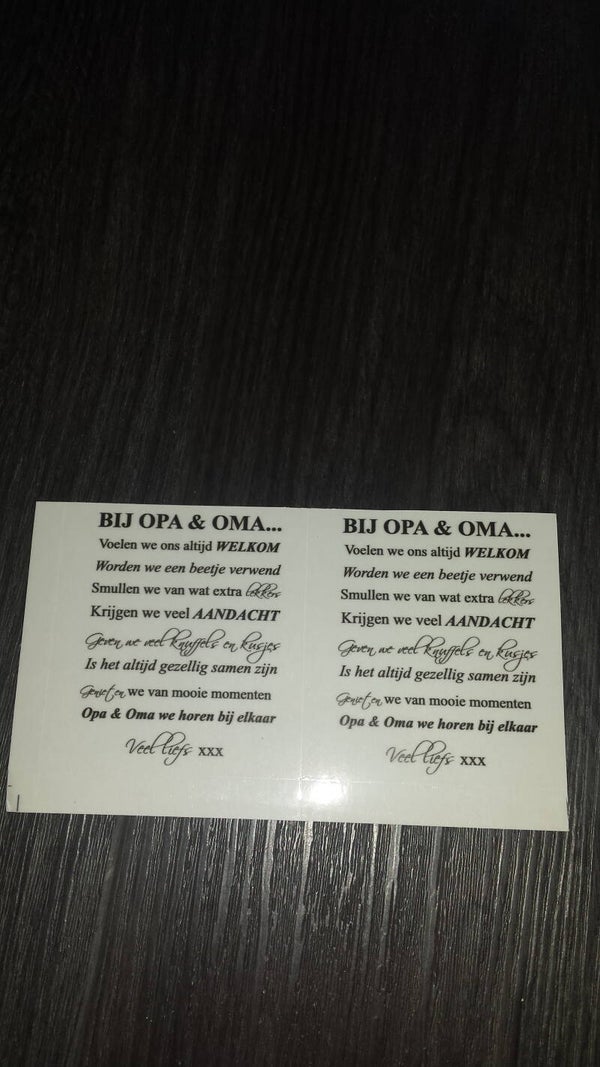 BIJ OPA & OMA...
Voelen we ons altijd WELKOM
Worden we een beetje verwend
Smullen we van wat extra lekkers
Krijgen we veel AANDACHT
Geven we veel knuffels en kusjes
Is het altijd gezellig samen zijn
Genieten we van mooie momenten
Opa & Oma we horen bij elkaar
Veel liefs xxx
BIJ OPA & OMA...
Voelen we ons altijd WELKOM
Worden we een beetje verwend
Smullen we van wat extra lekkers
Krijgen we veel AANDACHT
Geven we veel knuffels en kusjes
Is het altijd gezellig samen zijn
Genieten we van mooie momenten
Opa & Oma we horen bij elkaar
Veel liefs xxx